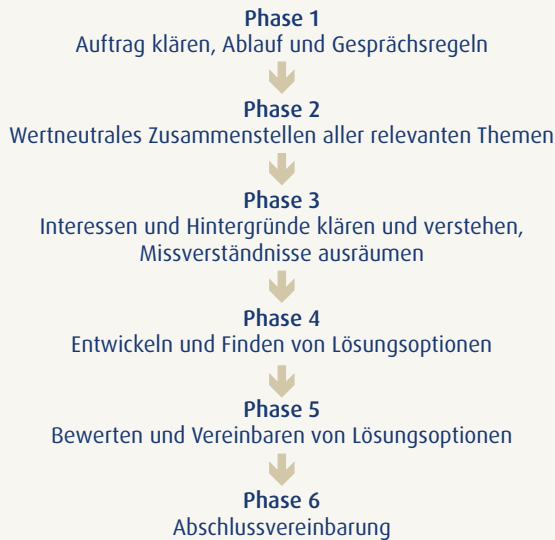 Phase 1
Auftrag klären, Ablauf und Gesprächsregeln
Phase 2
Wertneutrales Zusammenstellen aller relevanten Themen
Phase 3
Interessen und Hintergründe klären und verstehen,
Missverständnisse ausräumen
Phase 4
Entwickeln und Finden von Lösungsoptionen
Phase 5
Bewerten und Vereinbaren von Lösungsoptionen
Phase 6
Abschlussvereinbarung